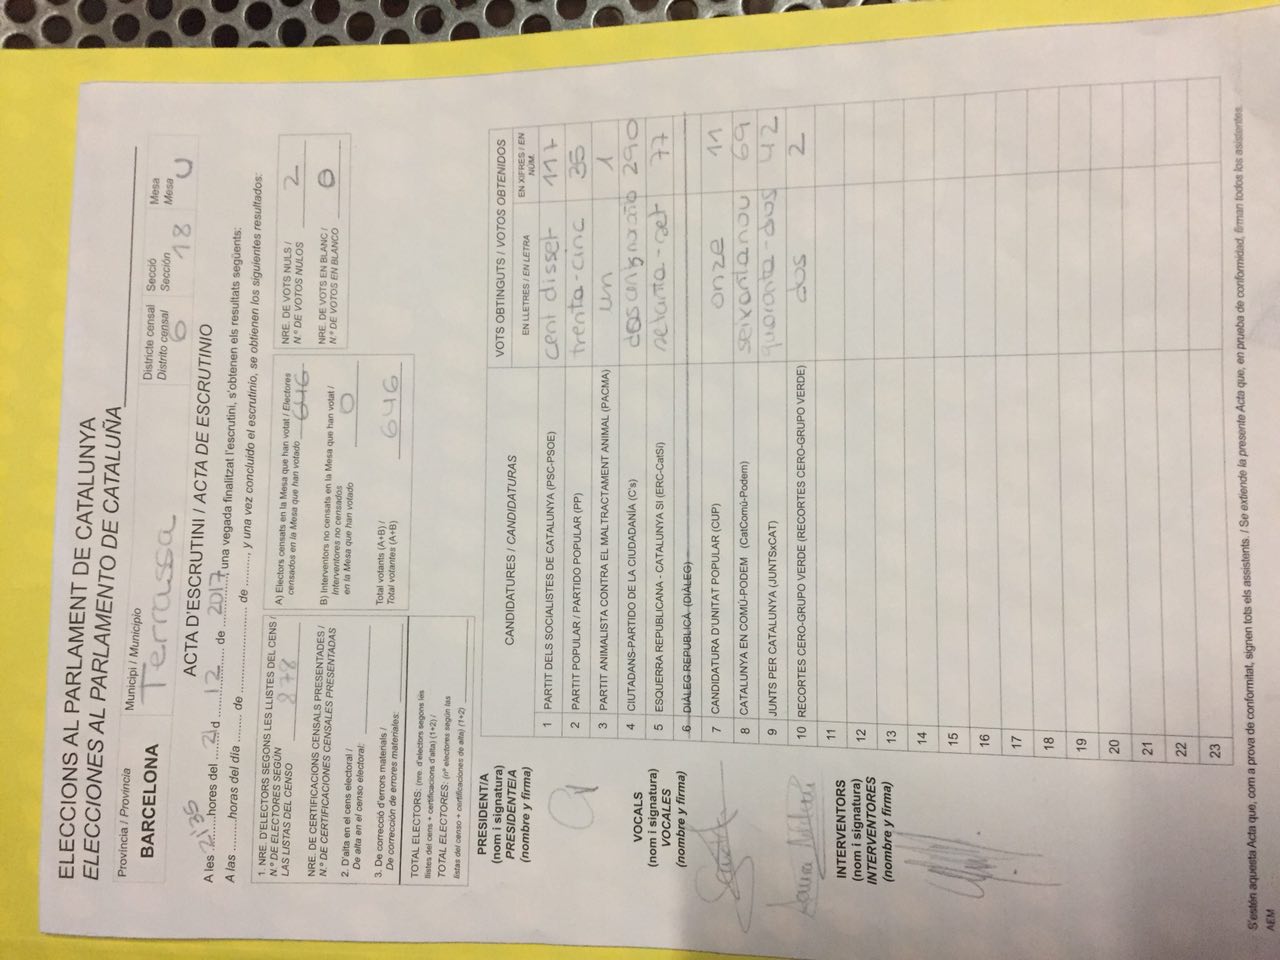 ELECCIONS AL PARLAMENT DE CATALUNYA
ELECCIONES AL PARLAMENTO DE CATALUÑA
Província / Provincia
BARCELONA
Municipi / Municipio
Terrassa
Districte censal
Distrito censal
6
Secció
Sección
18
Mesa
Mesa
U
ACTA D'ESCRUTINI / ACTA DE ESCRUTINIO
A les 21:35 hores del 21 d 12 de 2017, una vegada finalitzat l'escrutini, s'obtenen els resultats següents:
A las ........horas del día ........ de ........................ de .........., y una vez concluido el escrutinio, se obtienen los siguientes resultados:
1. NRE. D'ELECTORS SEGONS LES LLISTES DEL CENS /
N.º DE ELECTORES SEGÚN
LAS LISTAS DEL CENSO
878
NRE. DE CERTIFICACIONS CENSALS PRESENTADES /
N.º DE CERTIFICACIONES CENSALES PRESENTADAS
2. D'alta en el cens electoral /
De alta en el censo electoral:
3. De correcció d'errors materials /
De corrección de errores materiales:
TOTAL ELECTORS: (nre. d'electors segons les
llistes del cens + certificacions d'alta) (1+2) /
TOTAL ELECTORES: (nº electores según las
listas del censo + certificaciones de alta) (1+2)
A) Electors censats en la Mesa que han votat / Electores
censados en la Mesa que han votado
646
B) Interventors no censats en la Mesa que han votat /
Interventores no censados
en la Mesa que han votado
0
Total votants (A+B) /
Total votantes (A+B)
646
NRE. DE VOTS NULS /
N.º DE VOTOS NULOS
2
NRE. DE VOTS EN BLANC /
N.º DE VOTOS EN BLANCO
0
CANDIDATURES / CANDIDATURAS
VOTS OBTINGUTS / VOTOS OBTENIDOS
EN LLETRES / EN LETRA
EN XIFRES / EN NÚM.
1 PARTIT DELS SOCIALISTES DE CATALUNYA (PSC-PSOE) cent disset 117
2 PARTIT POPULAR / PARTIDO POPULAR (PP) trenta-cinc 35
3 PARTIT ANIMALISTA CONTRA EL MALTRACTAMENT ANIMAL (PACMA) un 1
4 CIUTADANS-PARTIDO DE LA CIUDADANÍA (C's) 290
5 ESQUERRA REPUBLICANA - CATALUNYA SÍ (ERC-CatSí) setanta-set 77
6 DIÀLEG REPUBLICÀ (DIÀLEG)
7 CANDIDATURA D'UNITAT POPULAR (CUP) onze 11
8 CATALUNYA EN COMÚ-PODEM (CatComú-Podem) seixantanou 69
9 JUNTS PER CATALUNYA (JUNTSxCAT) quaranta-dos 42
10 RECORTES CERO-GRUPO VERDE (RECORTES CERO-GRUPO VERDE) dos 2
11
12
13
14
15
16
17
18
19
20
21
22
23
PRESIDENT/A
(nom i signatura)
PRESIDENTE/A
(nombre y firma)
VOCALS
(nom i signatura)
VOCALES
(nombre y firma)
INTERVENTORS
(nom i signatura)
INTERVENTORES
(nombre y firma)
S'estén aquesta Acta que, com a prova de conformitat, signen tots els assistents. / Se extiende la presente Acta que, en prueba de conformidad, firman todos los asistentes.
AEM